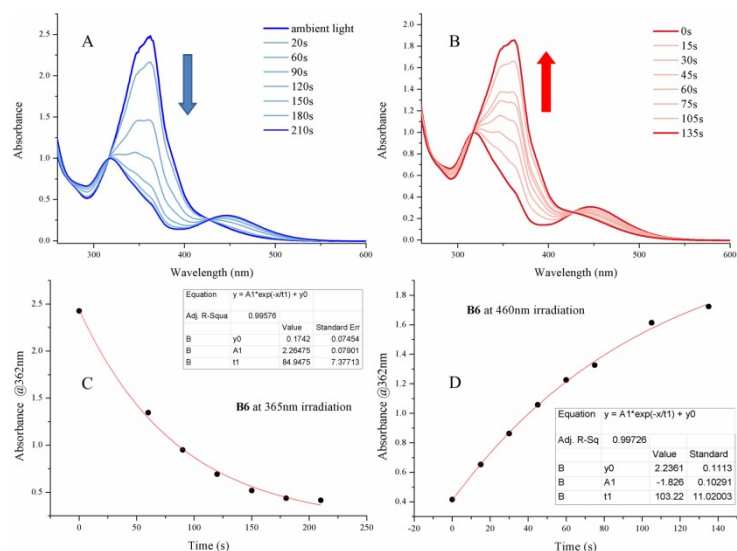 A
ambient light
20s
60s
90s
120s
150s
180s
210s
Absorbance
2.5
2.0
1.5
1.0
0.5
0.0
300
400
500
600
Wavelength (nm)
B
0s
15s
30s
45s
60s
75s
105s
135s
Absorbance
2.0
1.8
1.6
1.4
1.2
1.0
0.8
0.6
0.4
0.2
0.0
300
400
500
600
Wavelength (nm)
C
Equation y = A1*exp(-x/t1) + y0
Adj. R-Squa 0.99576
Value Standard Err
B y0 0.1742 0.07454
B A1 2.26475 0.07901
B t1 84.9475 7.37713
B6 at 365nm irradiation
Absorbance @362nm
2.5
2.0
1.5
1.0
0.5
0
50
100
150
200
250
Time (s)
D
B6 at 460nm irradiation
Equation y = A1*exp(-x/t1) + y0
Adj. R-Sq 0.99726
Value Standard
B y0 2.2361 0.1113
B A1 -1.826 0.10291
B t1 103.22 11.02003
Absorbance @362nm
1.8
1.6
1.4
1.2
1.0
0.8
0.6
0.4
-20
0
20
40
60
80
100
120
140
Time (s)